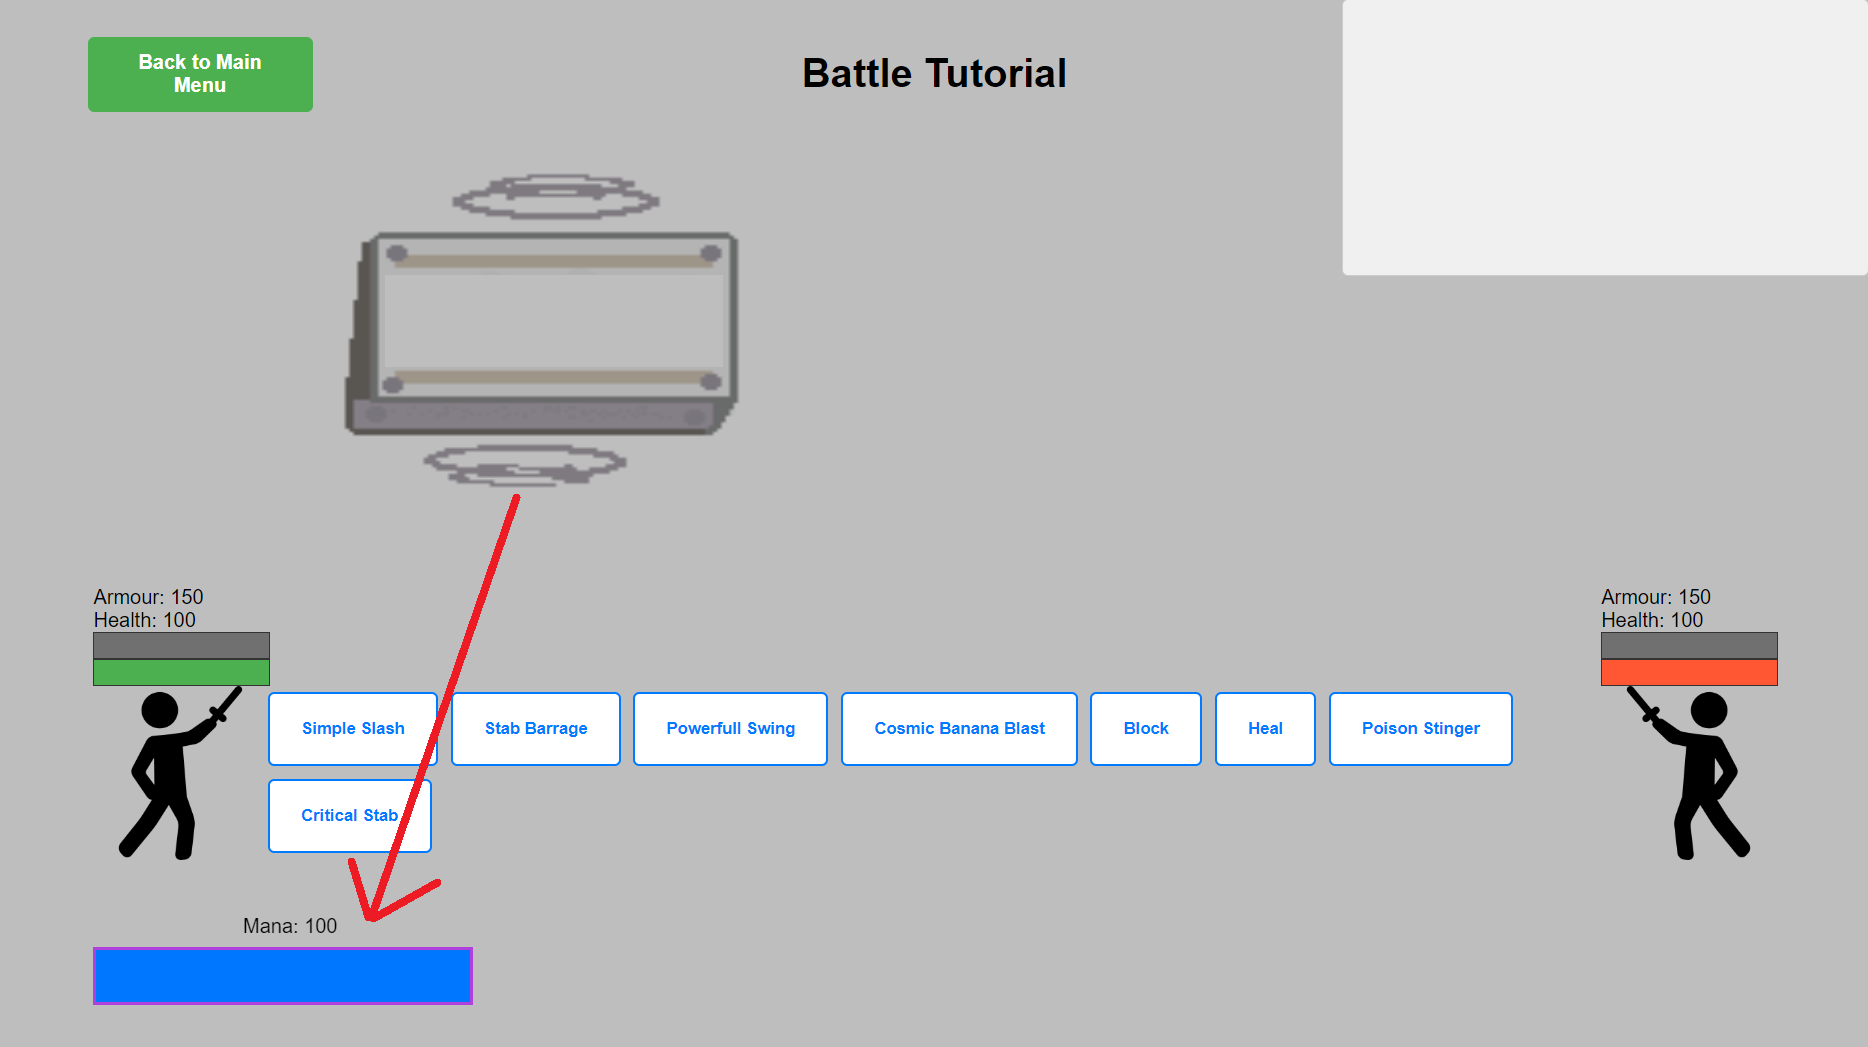 Back to Main
Menu
Battle Tutorial
Armour: 150
Health: 100
Armour: 150
Health: 100
Simple Slash
Stab Barrage
Powerfull Swing
Cosmic Banana Blast
Block
Heal
Poison Stinger
Critical Stab
Mana: 100